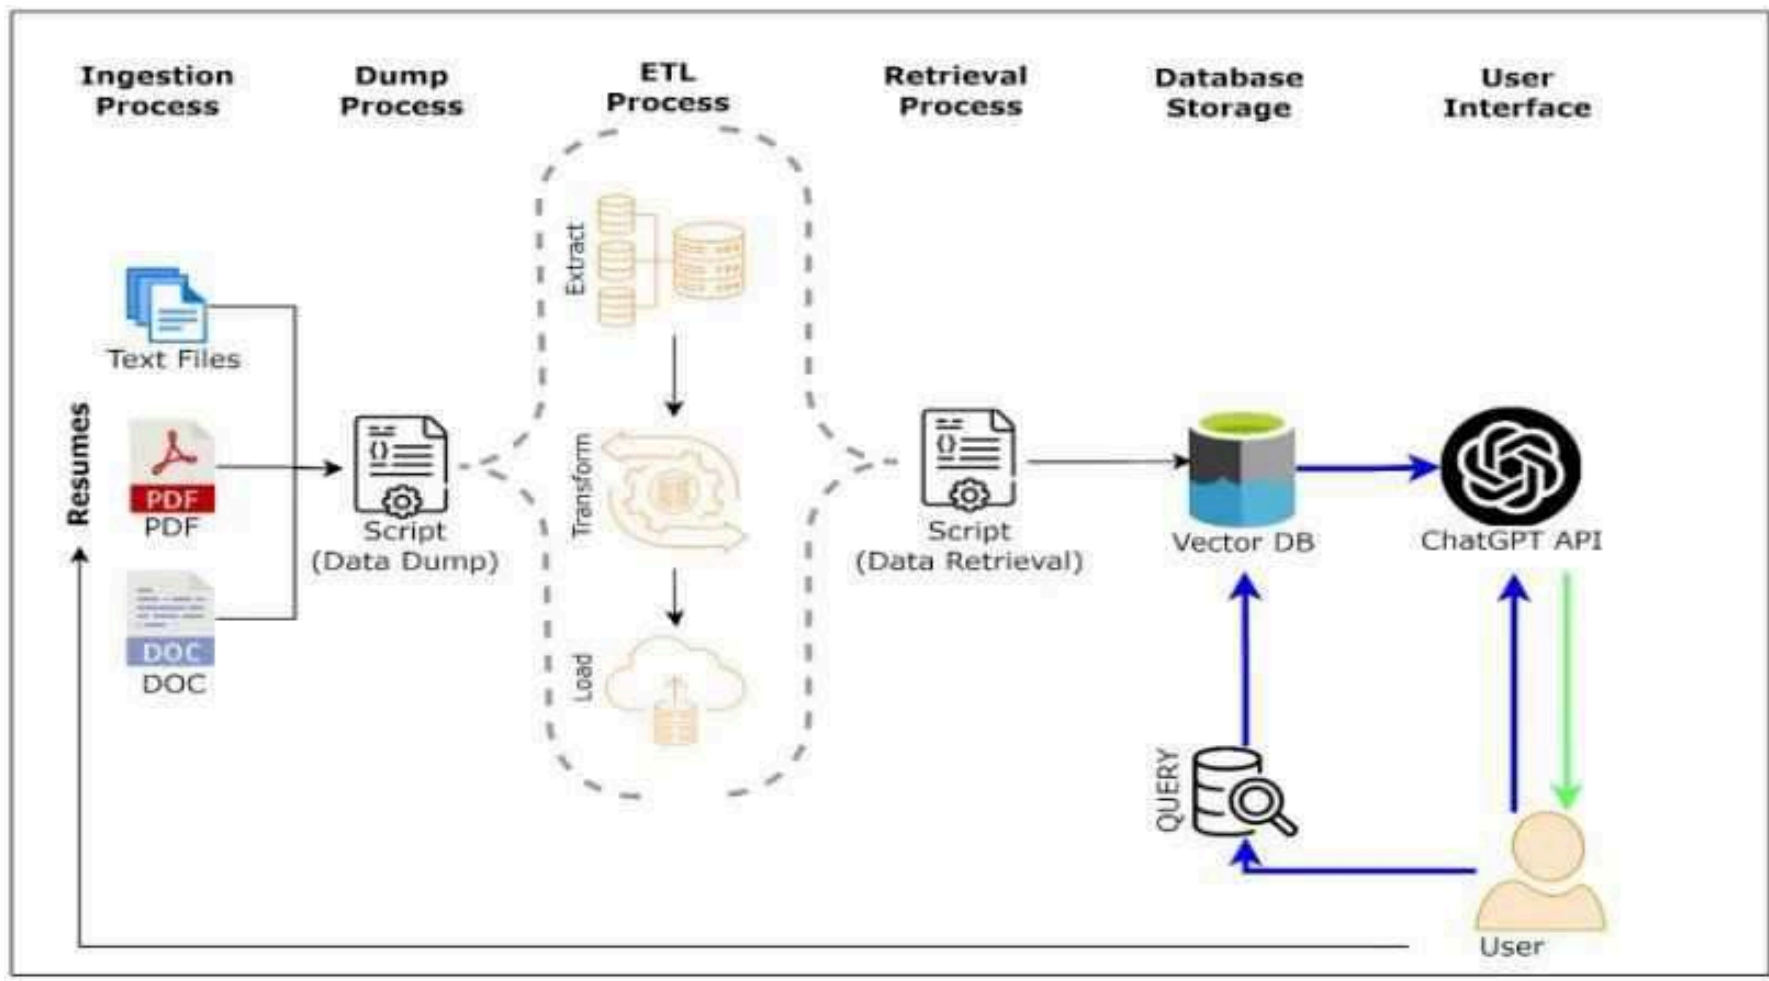 Ingestion
Process
Dump
Process
ETL
Process
Retrieval
Process
Database
Storage
User
Interface
Resumes
Text Files
PDF
PDF
DOC
DOC
Script
(Data Dump)
Extract
Transform
Load
Script
(Data Retrieval)
Vector DB
ChatGPT API
QUERY
User